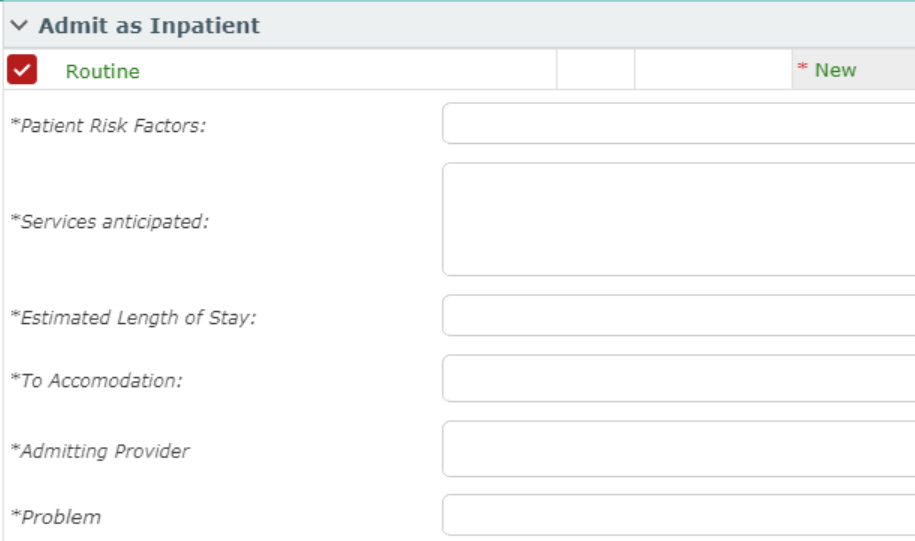 Admit as Inpatient
Routine * New
*Patient Risk Factors:
*Services anticipated:
*Estimated Length of Stay:
*To Accomodation:
*Admitting Provider
*Problem